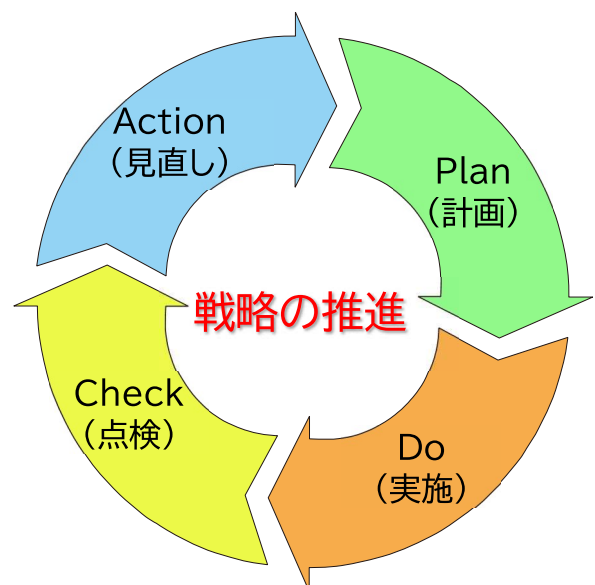 Action
（見直し）
Plan
（計画）
戦略の推進
Check
（点検）
Do
（実施）